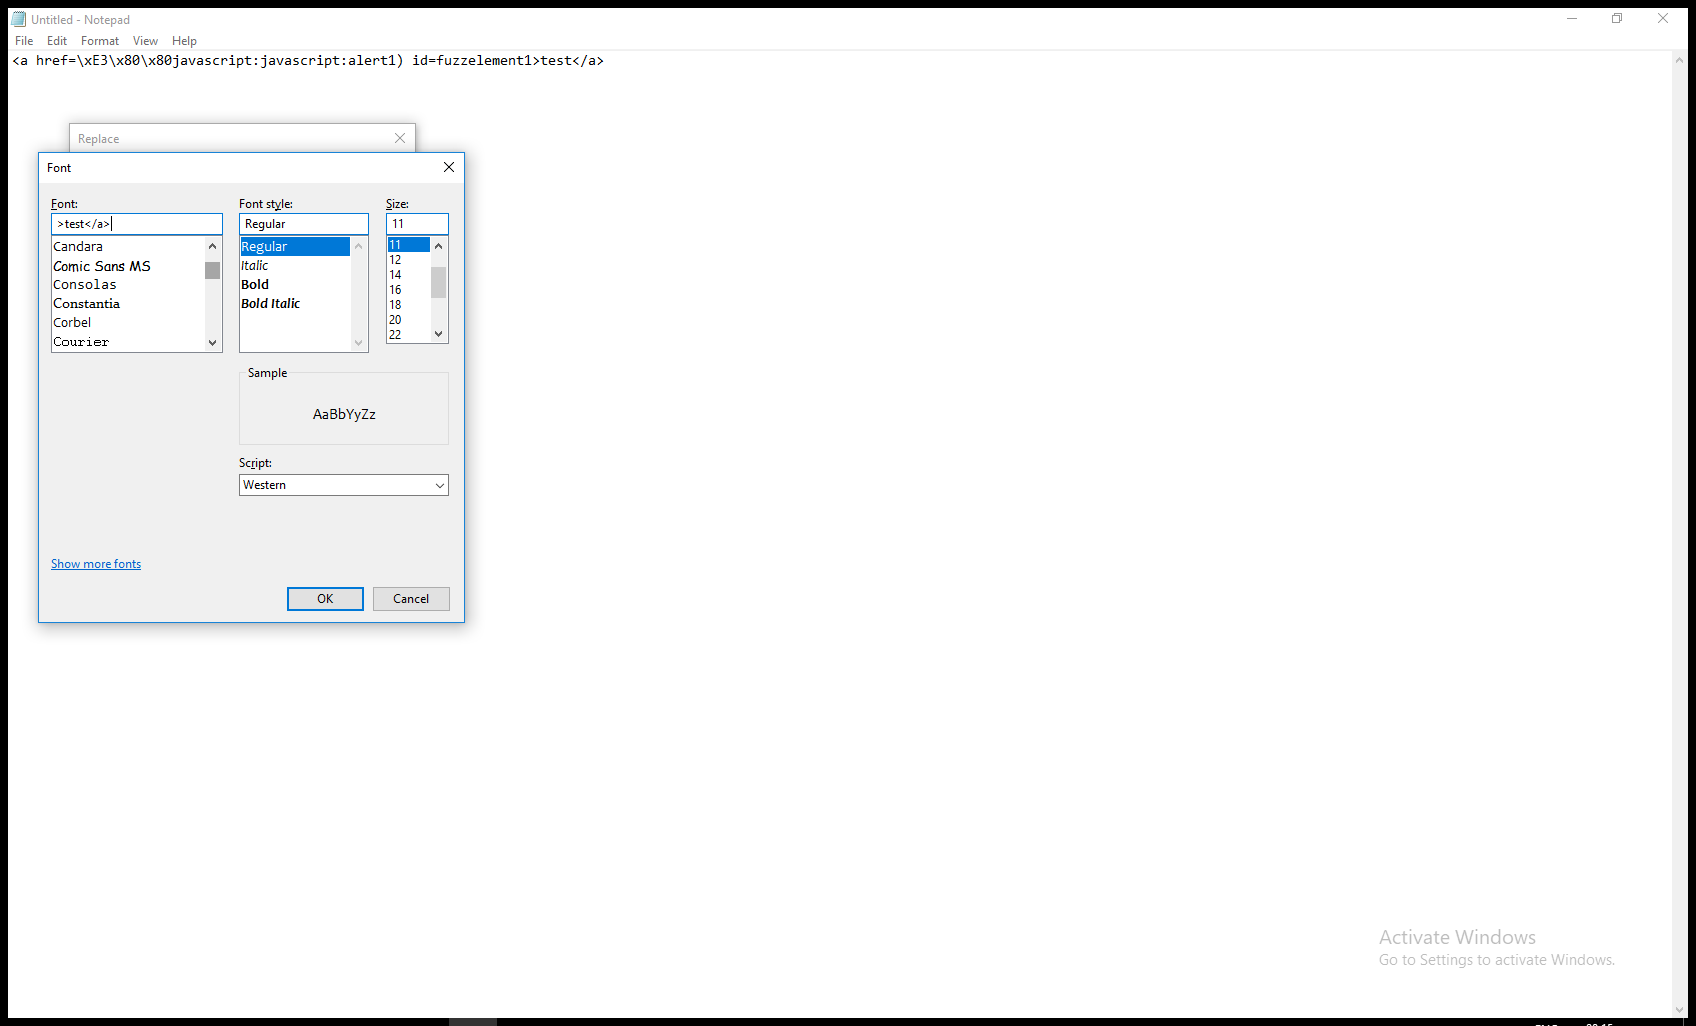 Untitled - Notepad
File Edit Format View Help
<a href=\xE3\x80\x80javascript:javascript:alert1) id=fuzzelement1>test</a>
Replace
Font
Font: Font style: Size:
>test</a> Regular 11
Candara Regular 11
Comic Sans MS Italic 12
Consolas Bold 14
Constantia Bold Italic 16
Corbel 18
Courier 20
22
Sample
AaBbYyZz
Script:
Western
Show more fonts
OK Cancel
Activate Windows
Go to Settings to activate Windows.